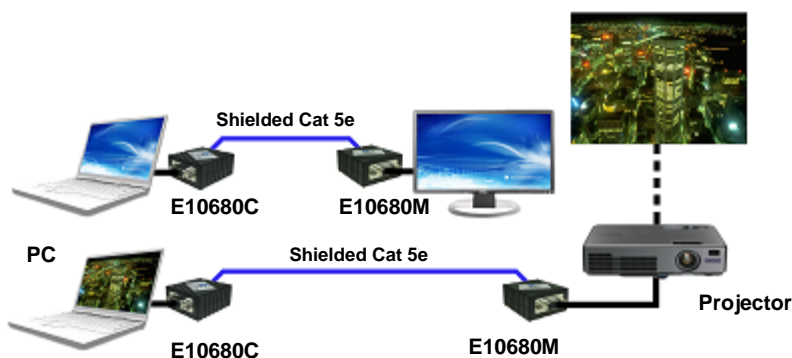 Shielded Cat 5e
E10680C
E10680M
PC
Shielded Cat 5e
Projector
E10680C
E10680M